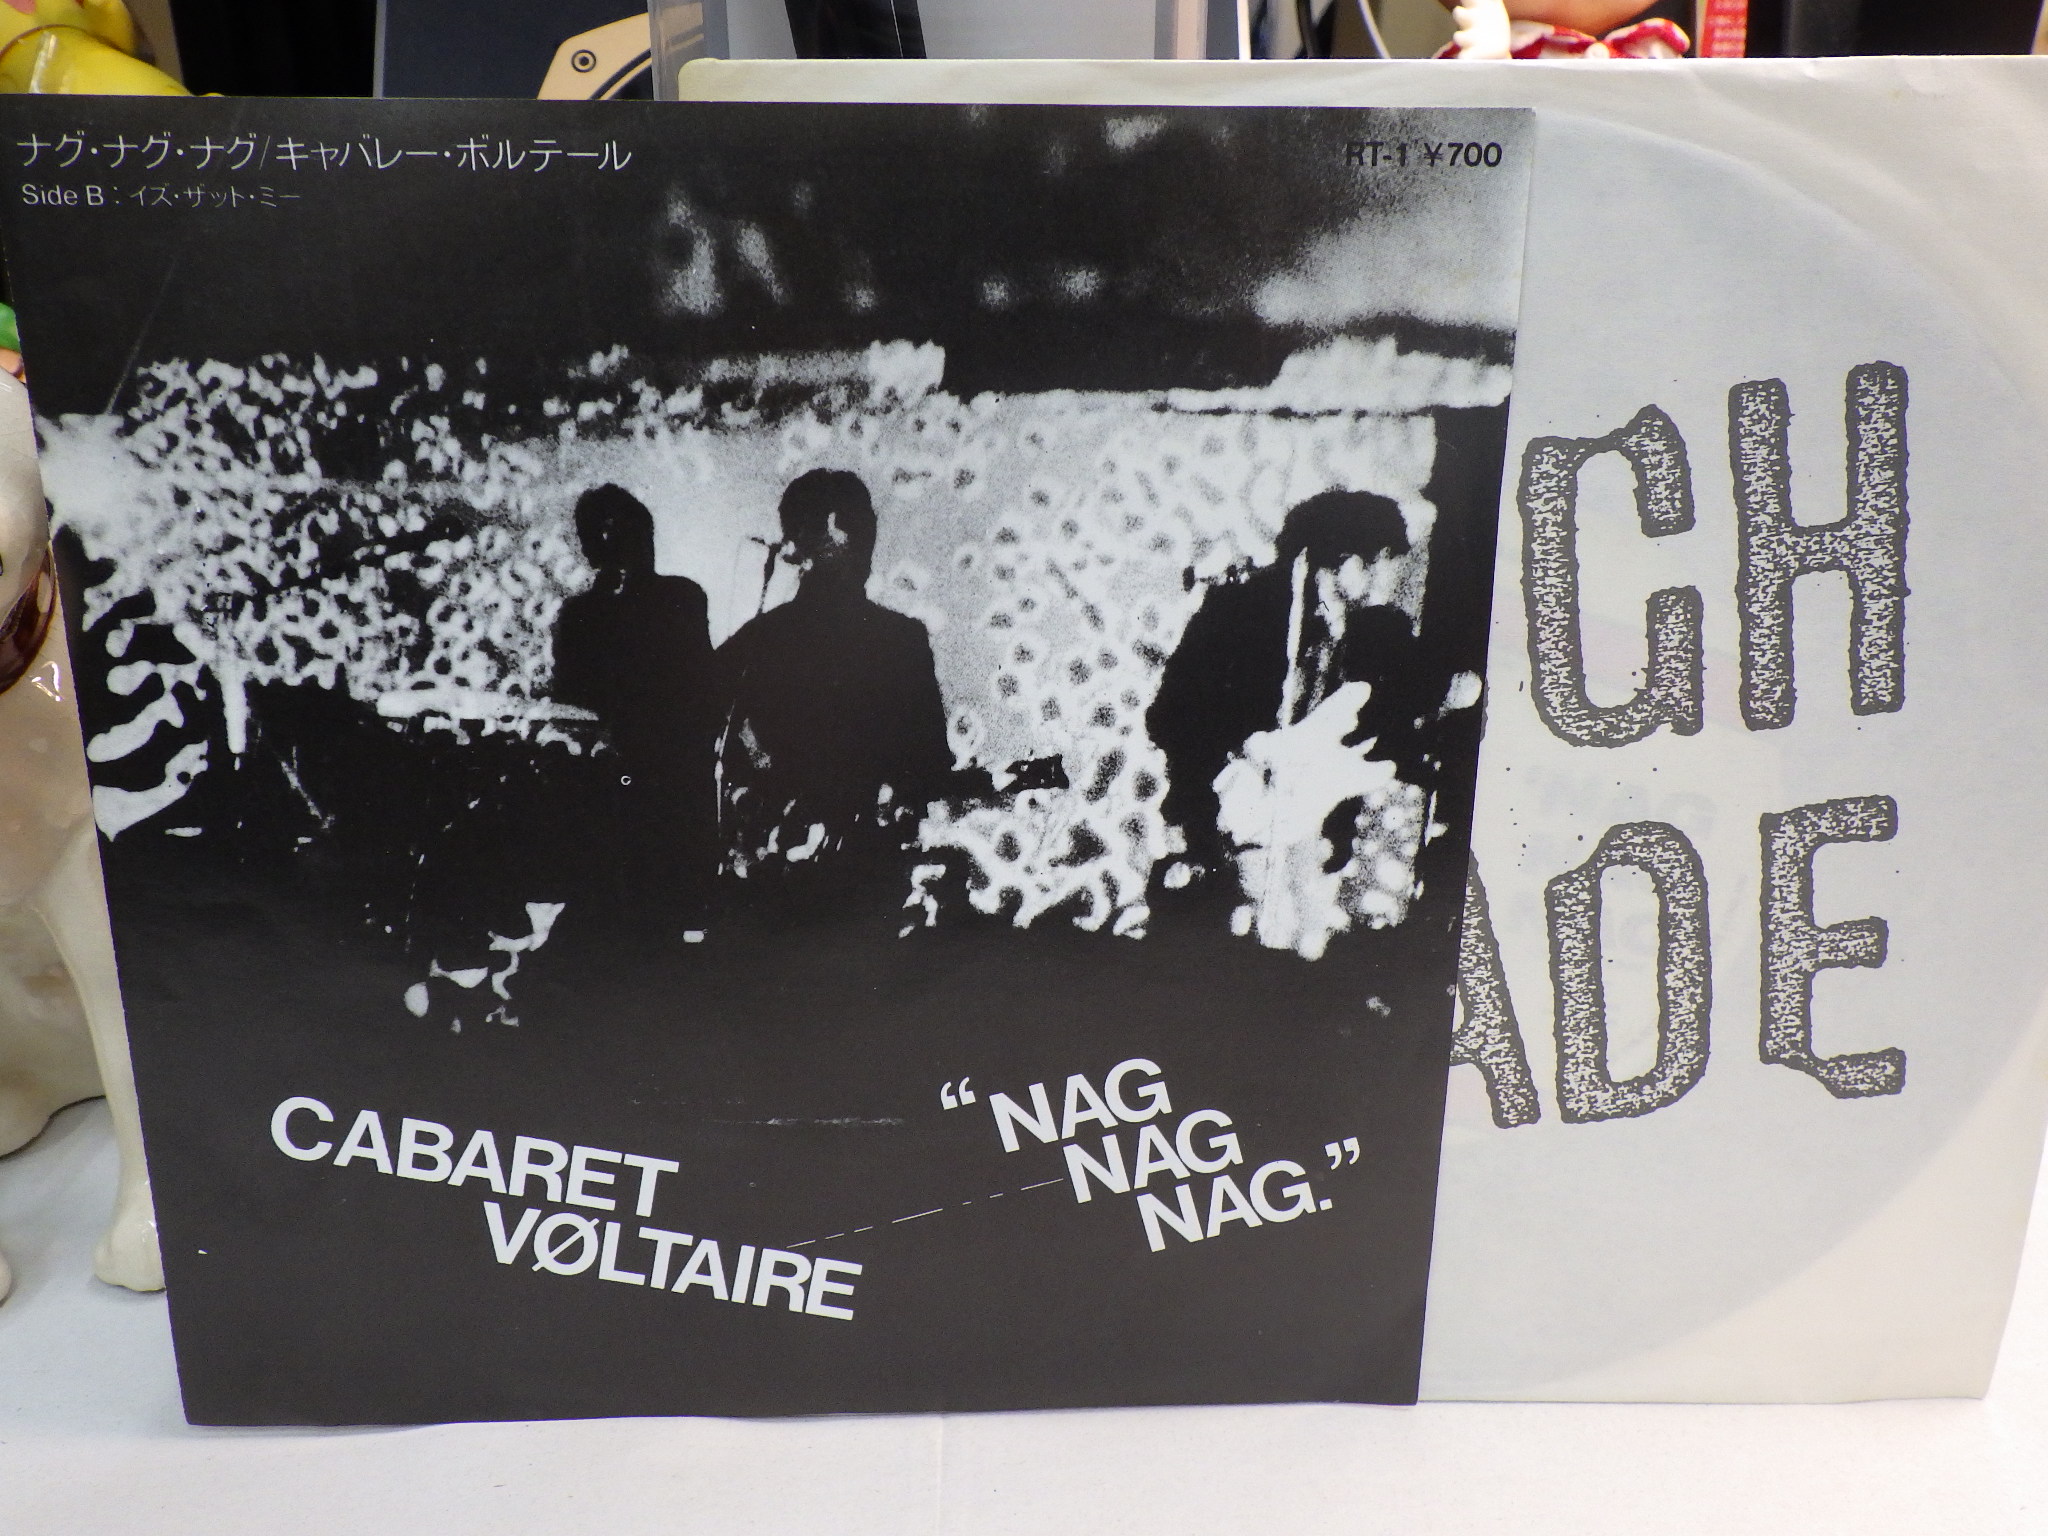 ナグ・ナグ・ナグ/キャバレー・ボルテール
RT-1 ¥700
Side B : イズ・ザット・ミー
GH
ADE
CABARET
VØLTAIRE
“NAG
NAG
NAG.”